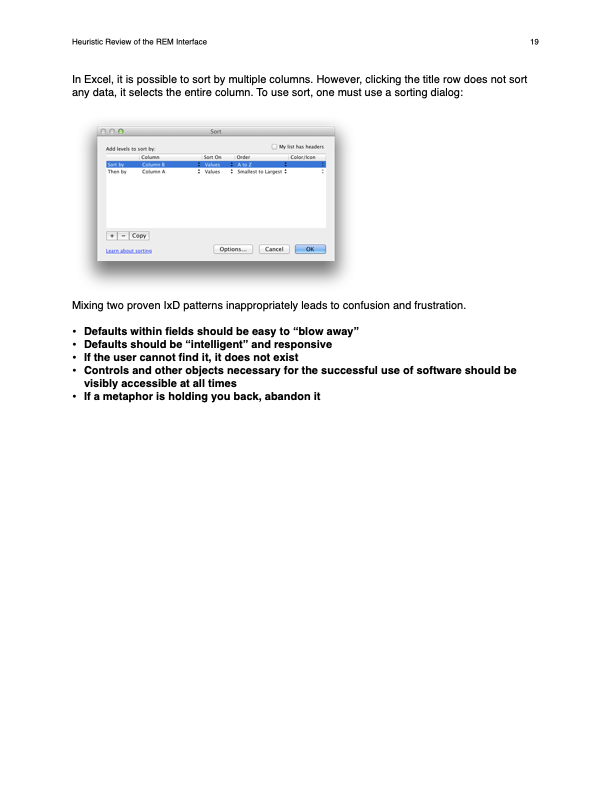 Heuristic Review of the REM Interface 19
In Excel, it is possible to sort by multiple columns. However, clicking the title row does not sort
any data, it selects the entire column. To use sort, one must use a sorting dialog:
Sort
Add levels to sort by: My list has headers
Column Sort On Order Color/Icon
Sort by Column B Values A to Z
Then by Column A Values Smallest to Largest
+ − Copy
Learn about sorting Options... Cancel OK
Mixing two proven IxD patterns inappropriately leads to confusion and frustration.
• Defaults within fields should be easy to “blow away”
• Defaults should be “intelligent” and responsive
• If the user cannot find it, it does not exist
• Controls and other objects necessary for the successful use of software should be
visibly accessible at all times
• If a metaphor is holding you back, abandon it